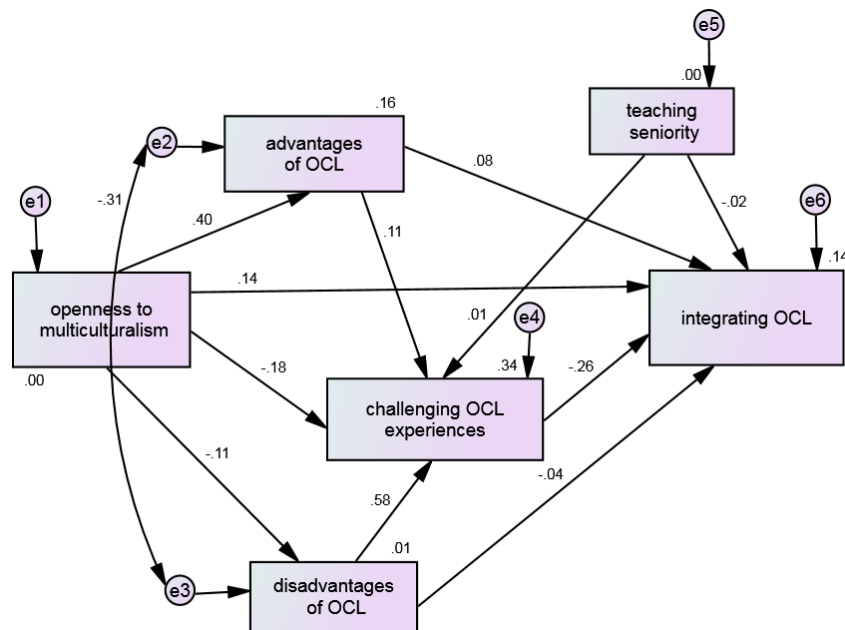 e5
.00
teaching
seniority
.16
e2
advantages
of OCL
.08
-.31
e1
.40
.11
-.02
e6
.14
openness to
multiculturalism
.14
integrating OCL
.01
e4
.00
-.18
.34
-.26
challenging OCL
experiences
-.11
-.04
.58
.01
e3
disadvantages
of OCL